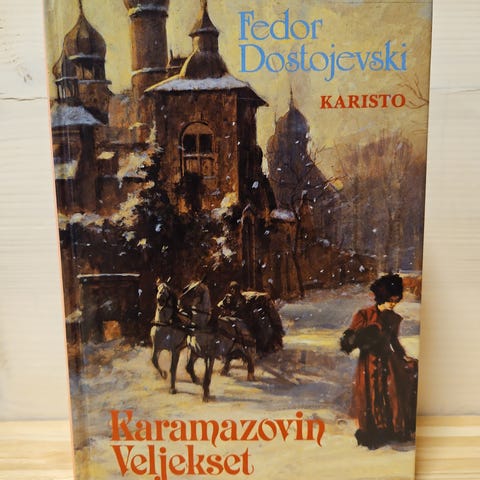 Fedor
Dostojevski
KARISTO
Karamazovin
Veljekset